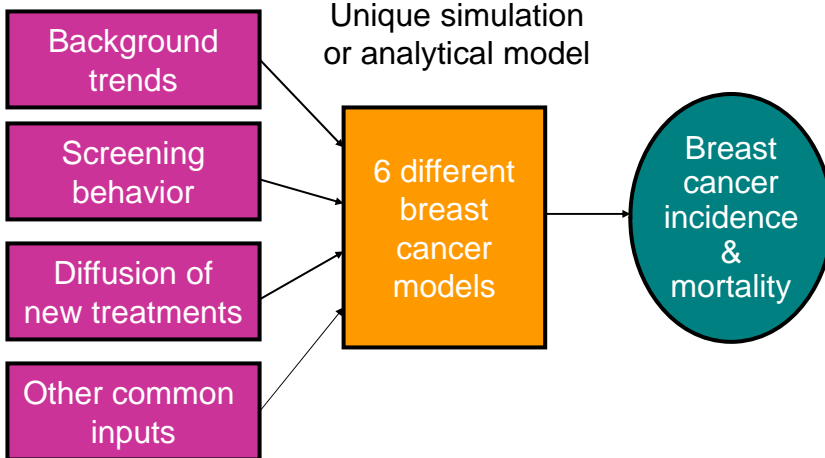 Unique simulation
or analytical model
Background
trends
Screening
behavior
Diffusion of
new treatments
Other common
inputs
6 different
breast
cancer
models
Breast
cancer
incidence
&
mortality